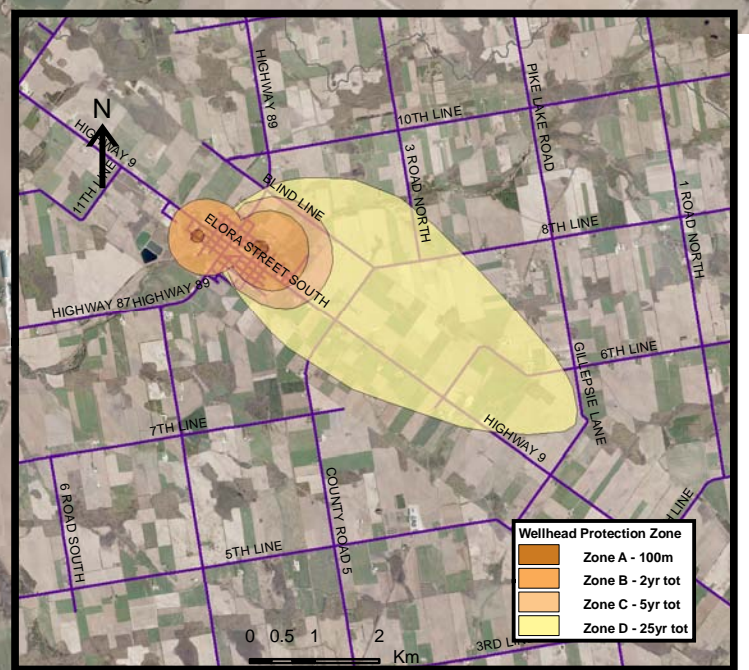 HIGHWAY 89
PIKE LAKE ROAD
N
10TH LINE
HIGHWAY 9
3 ROAD NORTH
11TH LINE
BLIND LINE
1 ROAD NORTH
8TH LINE
ELORA STREET SOUTH
HIGHWAY 87
HIGHWAY 89
GILLEPSIE LANE
6TH LINE
HIGHWAY 9
7TH LINE
6 ROAD SOUTH
COUNTY ROAD 5
5TH LINE
H LINE
Wellhead Protection Zone
Zone A - 100m
Zone B - 2yr tot
Zone C - 5yr tot
Zone D - 25yr tot
0 0.5 1 2
Km
3RD LIN